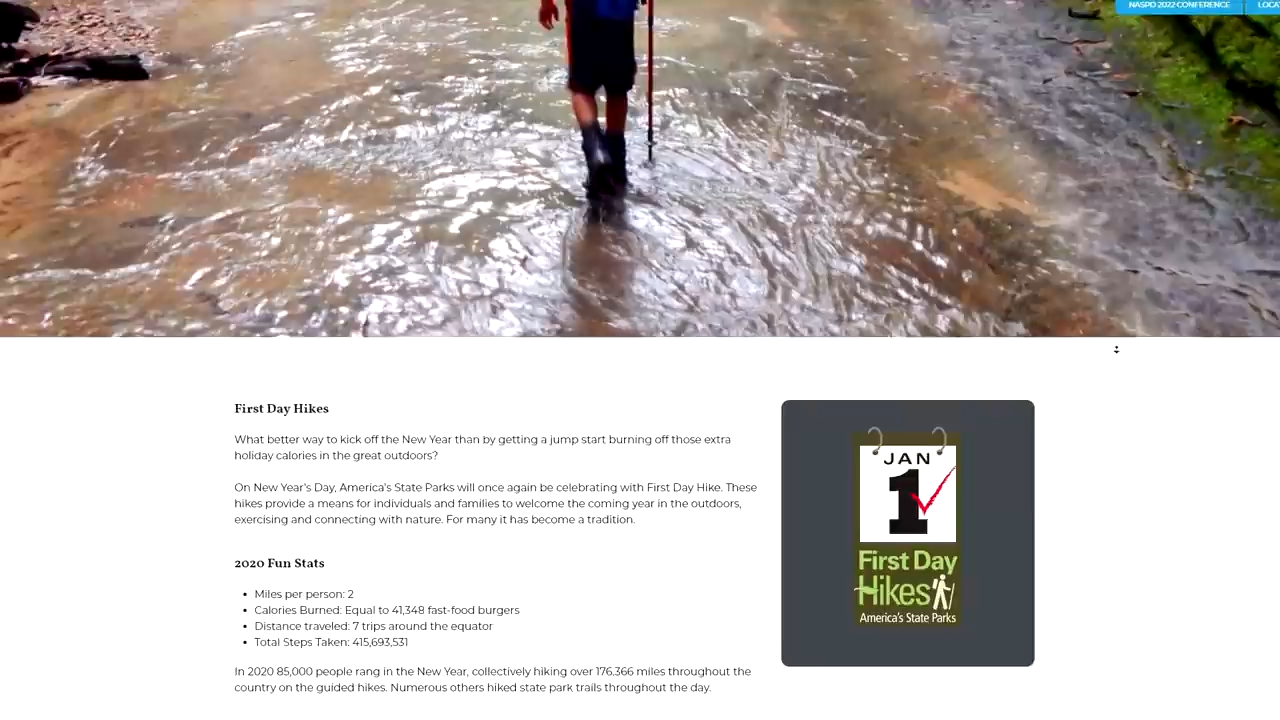 NASPD 2022 CONFERENCE
First Day Hikes
What better way to kick off the New Year than by getting a jump start burning off those extra
holiday calories in the great outdoors?
On New Year's Day, America's State Parks will once again be celebrating with First Day Hike. These
hikes provide a means for individuals and families to welcome the coming year in the outdoors,
exercising and connecting with nature. For many it has become a tradition.
2020 Fun Stats
• Miles per person: 2
• Calories Burned: Equal to 41,348 fast-food burgers
• Distance traveled: 7 trips around the equator
• Total Steps Taken: 415,693,531
In 2020 85,000 people rang in the New Year, collectively hiking over 176,366 miles throughout the
country on the guided hikes. Numerous others hiked state park trails throughout the day.
JAN
1
First Day
Hikes
America's State Parks